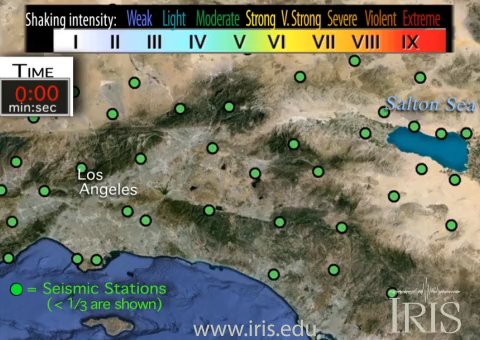 Shaking intensity: Weak Light Moderate Strong V. Strong Severe Violent Extreme
I II III IV V VI VII VIII IX
TIME
0:00
min:sec
Salton Sea
Los
Angeles
= Seismic Stations
(< 1/3 are shown)
IRIS
www.iris.edu